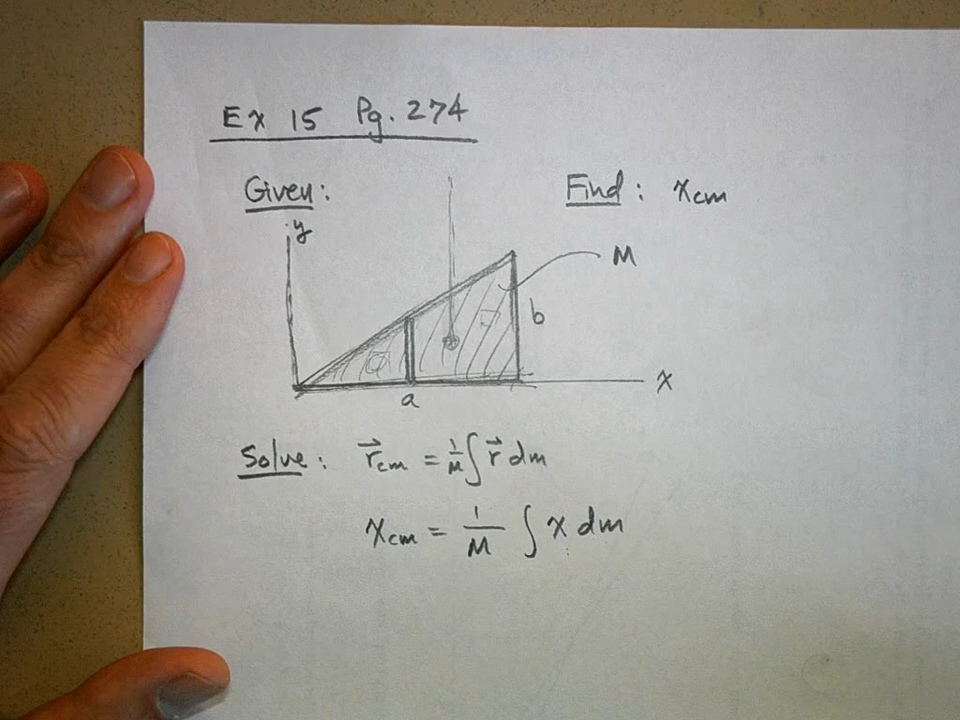 Ex 15 Pg. 274
Given: Find: xcm
y
M
b
x
a
Solve: r⃗cm = 1/M ∫ r⃗ dm
xcm = 1/M ∫ x dm